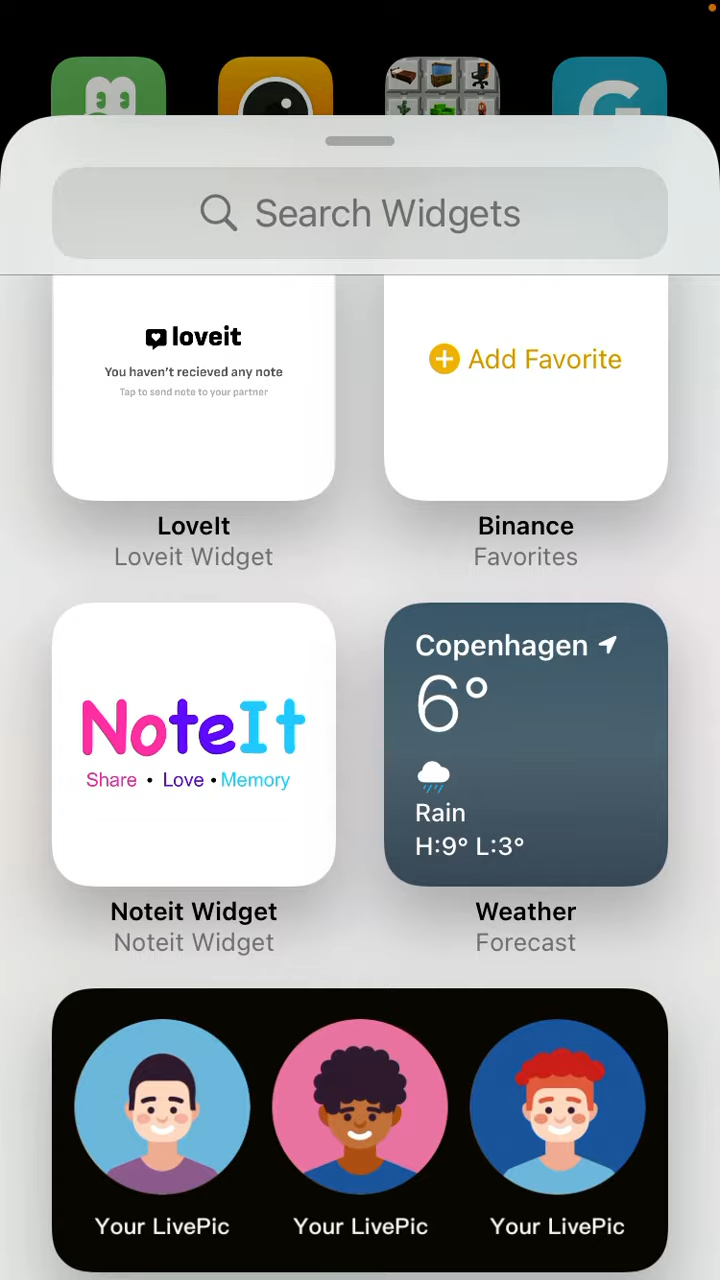 G
Search Widgets
loveit
You haven't recieved any note
Tap to send note to your partner
Add Favorite
LoveIt
Loveit Widget
Binance
Favorites
NoteIt
Share • Love • Memory
Copenhagen
6°
Rain
H:9° L:3°
Noteit Widget
Noteit Widget
Weather
Forecast
Your LivePic
Your LivePic
Your LivePic